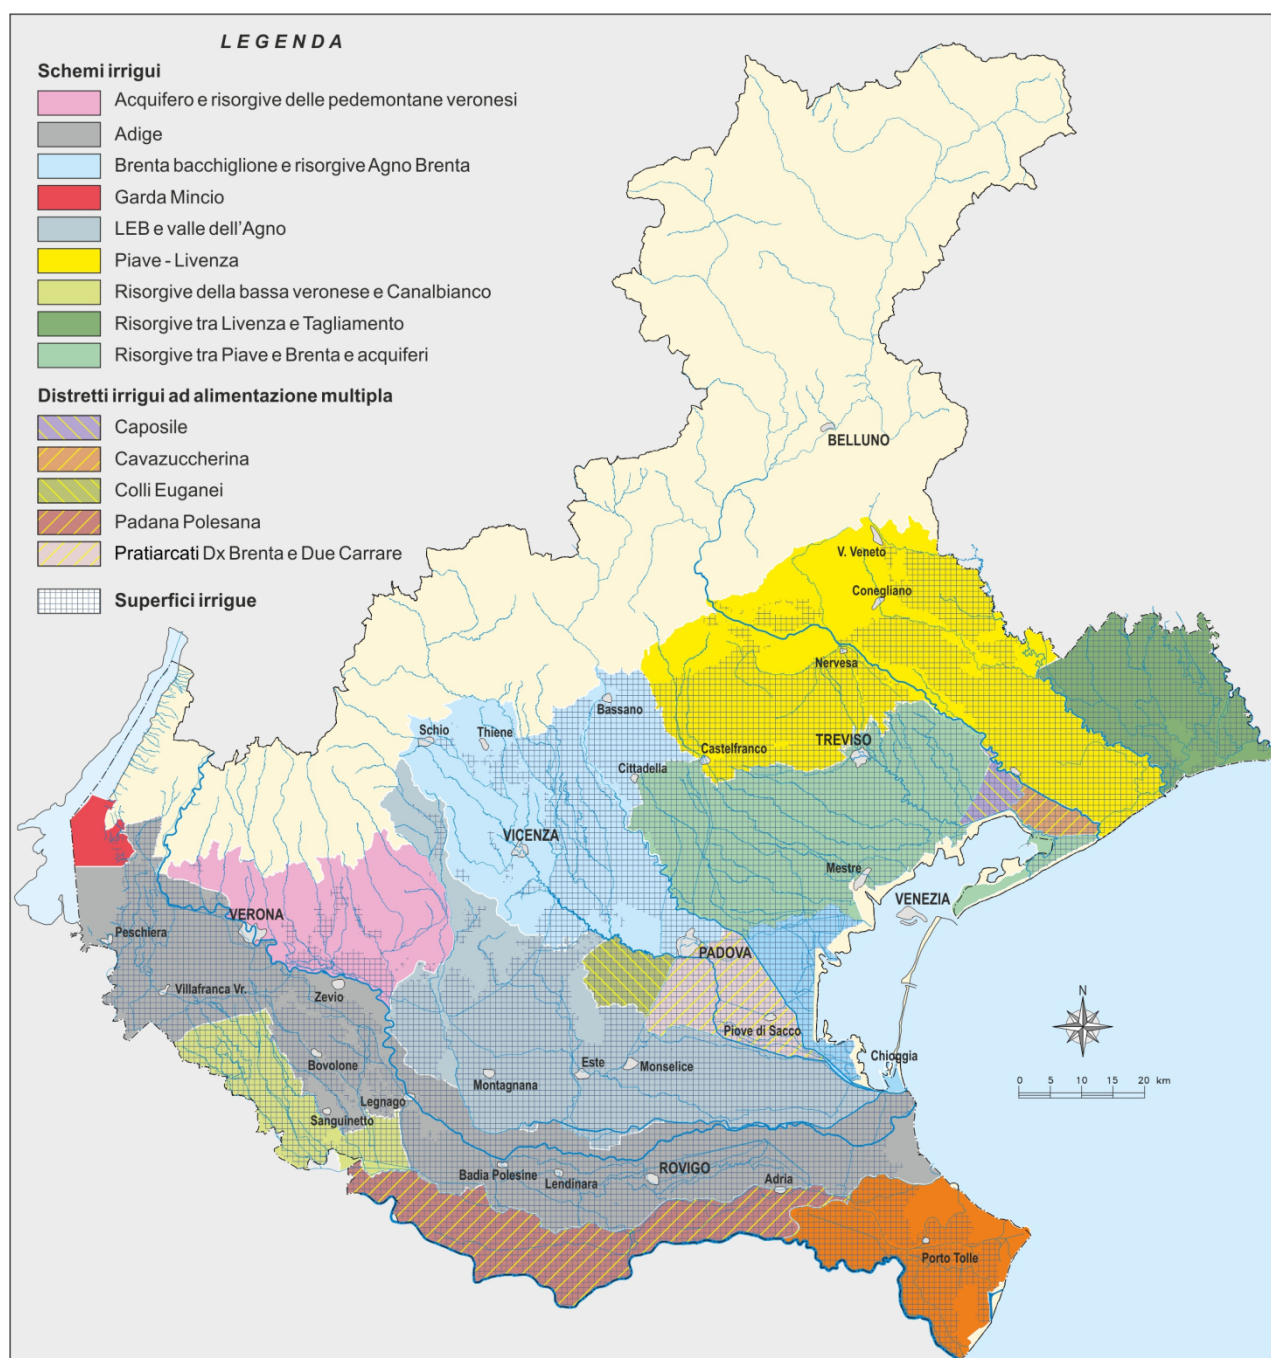 LEGENDA
Schemi irrigui
Acquifero e risorgive delle pedemontane veronesi
Adige
Brenta bacchiglione e risorgive Agno Brenta
Garda Mincio
LEB e valle dell'Agno
Piave - Livenza
Risorgive della bassa veronese e Canalbianco
Risorgive tra Livenza e Tagliamento
Risorgive tra Piave e Brenta e acquiferi
Distretti irrigui ad alimentazione multipla
Caposile
Cavazuccherina
Colli Euganei
Padana Polesana
Pratiarcati Dx Brenta e Due Carrare
Superfici irrigue
BELLUNO
V. Veneto
Conegliano
Nervesa
Bassano
Schio
Thiene
TREVISO
Castelfranco
Cittadella
VICENZA
Mestre
VENEZIA
VERONA
Peschiera
PADOVA
Villafranca Vr.
Zevio
Piove di Sacco
N
Chioggia
Bovolone
Este
Monselice
Montagnana
0 5 10 15 20 km
Legnago
Sanguinetto
Badia Polesine
Lendinara
ROVIGO
Adria
Porto Tolle